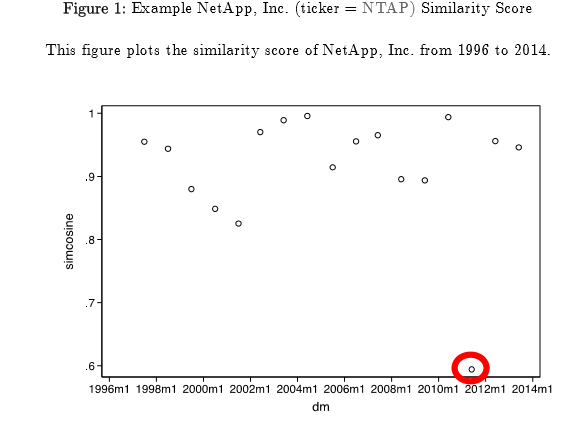 Figure 1: Example NetApp, Inc. (ticker = NTAP) Similarity Score
This figure plots the similarity score of NetApp, Inc. from 1996 to 2014.
1
.9
.8
.7
.6
simcosine
1996m1 1998m1 2000m1 2002m1 2004m1 2006m1 2008m1 2010m1 2012m1 2014m1
dm